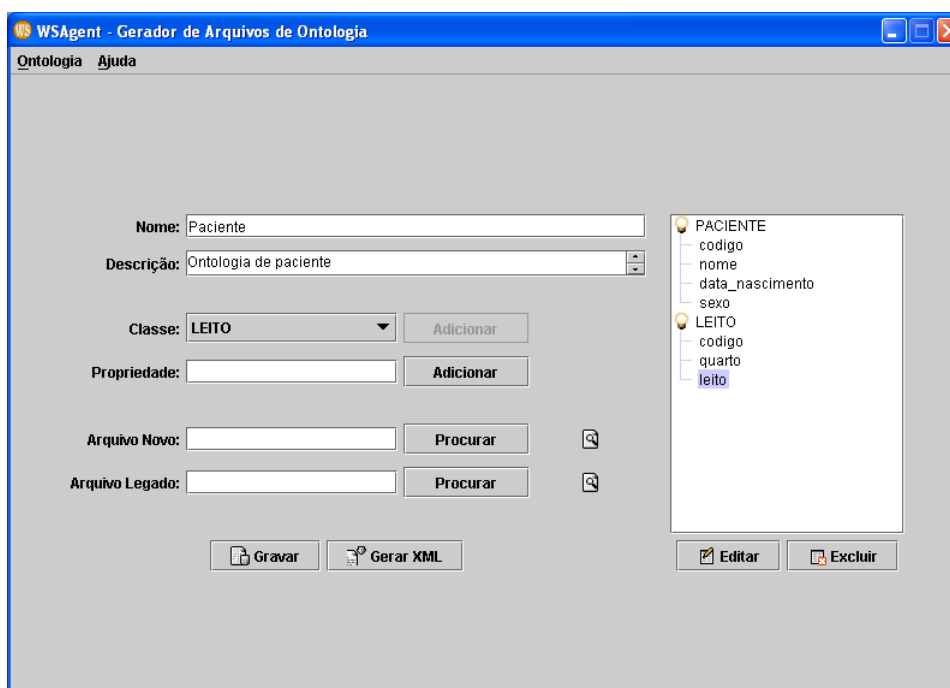 WS WSAgent - Gerador de Arquivos de Ontologia
Ontologia Ajuda
Nome: Paciente
Descrição: Ontologia de paciente
Classe: LEITO Adicionar
Propriedade: Adicionar
Arquivo Novo: Procurar
Arquivo Legado: Procurar
Gravar Gerar XML
PACIENTE
codigo
nome
data_nascimento
sexo
LEITO
codigo
quarto
leito
Editar Excluir